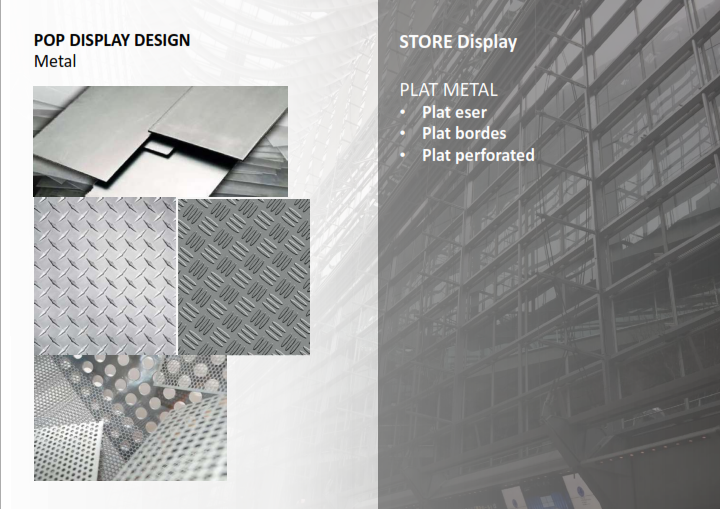 POP DISPLAY DESIGN
Metal
STORE Display
PLAT METAL
• Plat eser
• Plat bordes
• Plat perforated